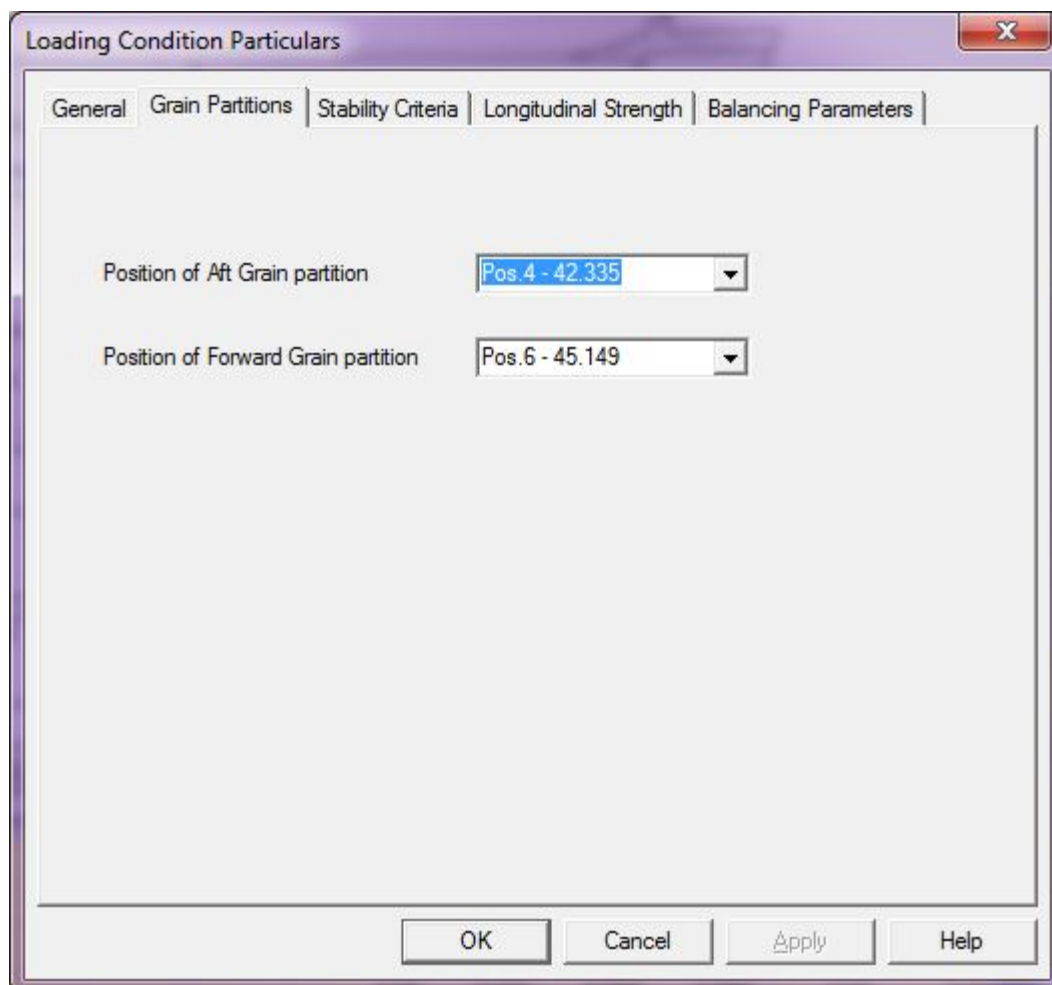 Loading Condition Particulars
General Grain Partitions Stability Criteria Longitudinal Strength Balancing Parameters
Position of Aft Grain partition Pos.4 - 42.335
Position of Forward Grain partition Pos.6 - 45.149
OK Cancel Apply Help